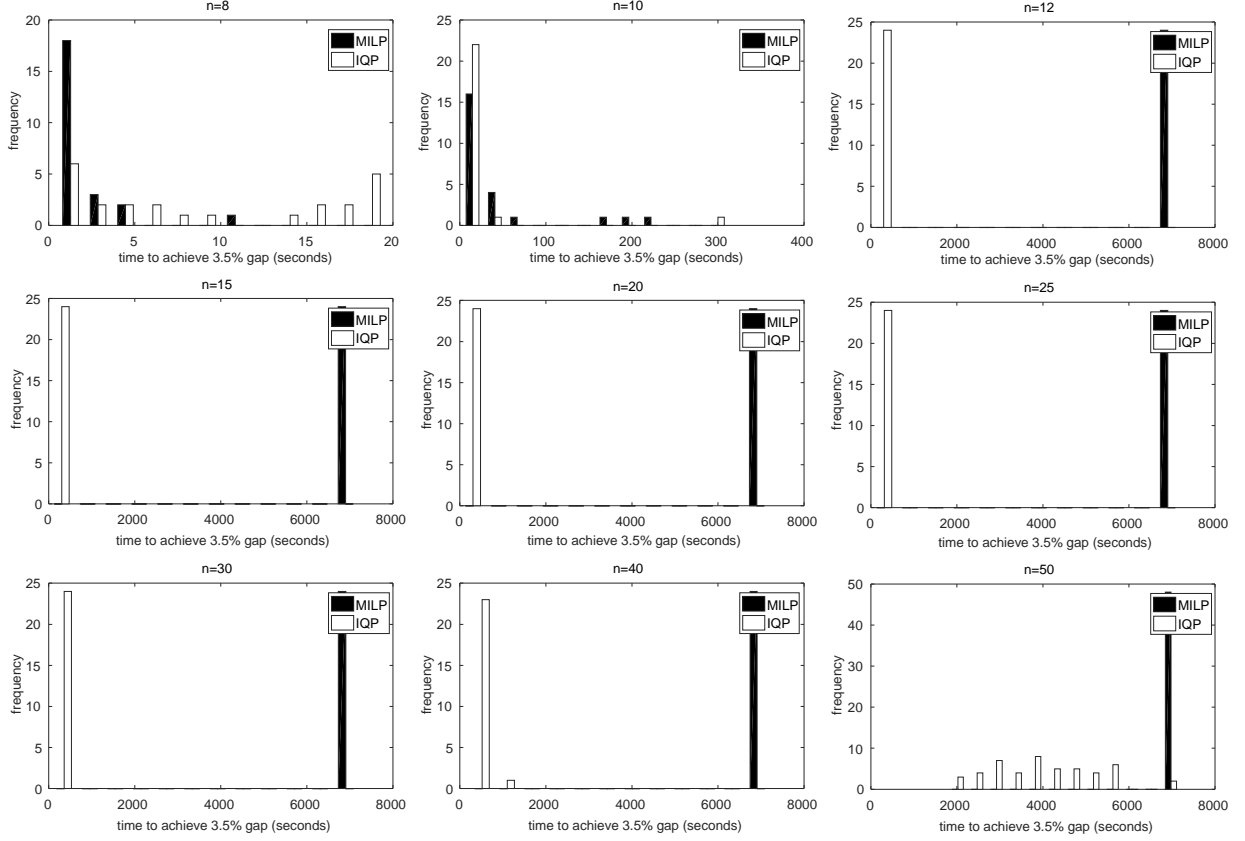 n=8
20
15
10
5
0
frequency
MILP
IQP
0 5 10 15 20
time to achieve 3.5% gap (seconds)
n=10
25
20
15
10
5
0
frequency
MILP
IQP
0 100 200 300 400
time to achieve 3.5% gap (seconds)
n=12
25
20
15
10
5
0
frequency
MILP
IQP
0 2000 4000 6000 8000
time to achieve 3.5% gap (seconds)
n=15
25
20
15
10
5
0
frequency
MILP
IQP
0 2000 4000 6000 8000
time to achieve 3.5% gap (seconds)
n=20
25
20
15
10
5
0
frequency
MILP
IQP
0 2000 4000 6000 8000
time to achieve 3.5% gap (seconds)
n=25
25
20
15
10
5
0
frequency
MILP
IQP
0 2000 4000 6000 8000
time to achieve 3.5% gap (seconds)
n=30
25
20
15
10
5
0
frequency
MILP
IQP
0 2000 4000 6000 8000
time to achieve 3.5% gap (seconds)
n=40
25
20
15
10
5
0
frequency
MILP
IQP
0 2000 4000 6000 8000
time to achieve 3.5% gap (seconds)
n=50
50
40
30
20
10
0
frequency
MILP
IQP
0 2000 4000 6000 8000
time to achieve 3.5% gap (seconds)